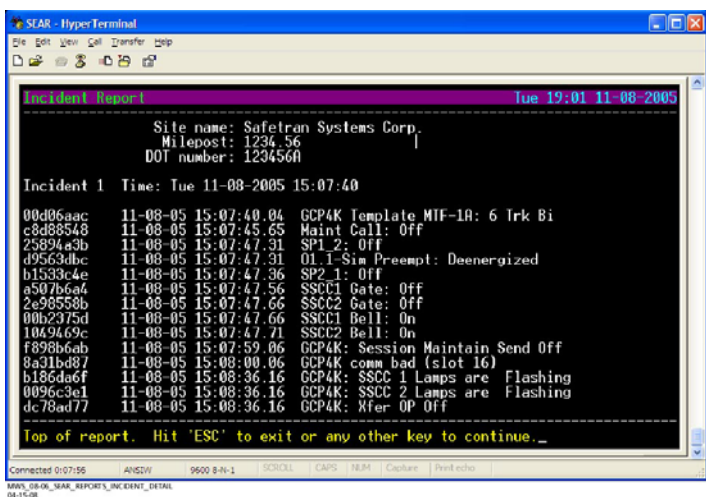 SEAR - HyperTerminal
File Edit View Call Transfer Help
Incident Report Tue 19:01 11-08-2005
Site name: Safetran Systems Corp.
Milepost: 1234.56
DOT number: 123456A
Incident 1 Time: Tue 11-08-2005 15:07:40
00d06aac 11-08-05 15:07:40.04 GCP4K Template MTF-1A: 6 Trk Bi
c8d88548 11-08-05 15:07:45.65 Maint Call: Off
25894a3b 11-08-05 15:07:47.31 SP1_2: Off
d9563dbc 11-08-05 15:07:47.31 O1.1-Sim Preempt: Deenergized
b1533c4e 11-08-05 15:07:47.36 SP2_1: Off
a507b6a4 11-08-05 15:07:47.56 SSCC1 Gate: Off
2e98558b 11-08-05 15:07:47.66 SSCC2 Gate: Off
00b2375d 11-08-05 15:07:47.66 SSCC1 Bell: On
1049469c 11-08-05 15:07:47.71 SSCC2 Bell: On
f898b6ab 11-08-05 15:07:59.06 GCP4K: Session Maintain Send Off
8a31bd87 11-08-05 15:08:00.06 GCP4K comm bad (slot 16)
b186da6f 11-08-05 15:08:36.16 GCP4K: SSCC 1 Lamps are Flashing
0096c3e1 11-08-05 15:08:36.16 GCP4K: SSCC 2 Lamps are Flashing
dc78ad77 11-08-05 15:08:36.16 GCP4K: Xfer OP Off
Top of report. Hit 'ESC' to exit or any other key to continue._
Connected 0:07:56 ANSIW 9600 8-N-1 SCROLL CAPS NUM Capture Print echo
MWS_08-06_SEAR_REPORTS_INCIDENT_DETAIL
04-15-08